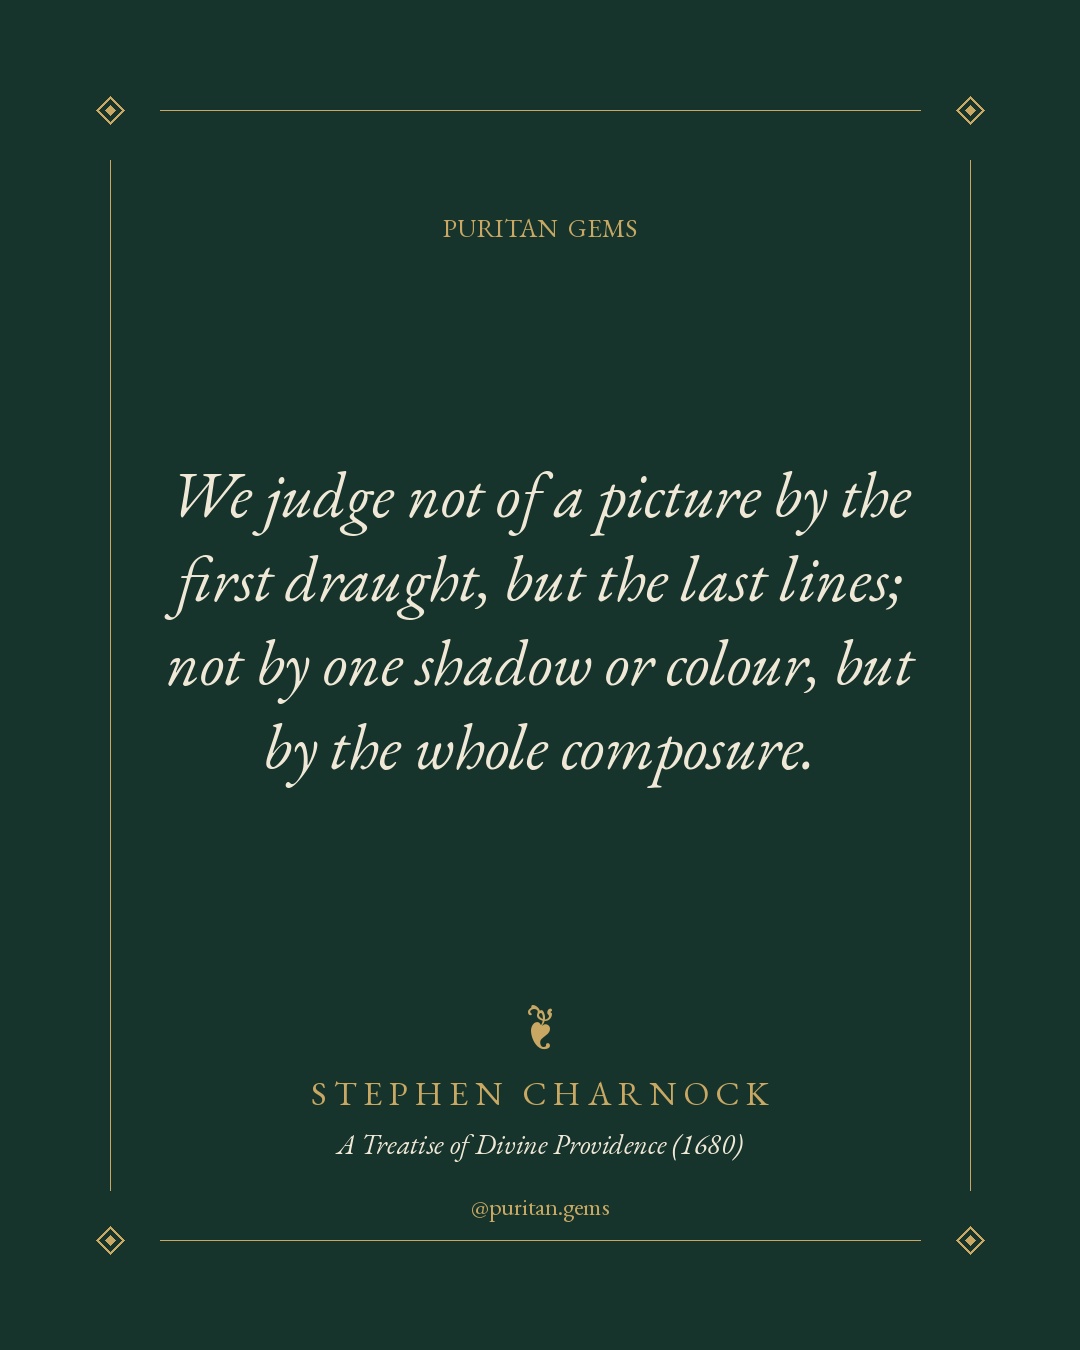 PURITAN GEMS
We judge not of a picture by the
first draught, but the last lines;
not by one shadow or colour, but
by the whole composure.
STEPHEN CHARNOCK
A Treatise of Divine Providence (1680)
@puritan.gems